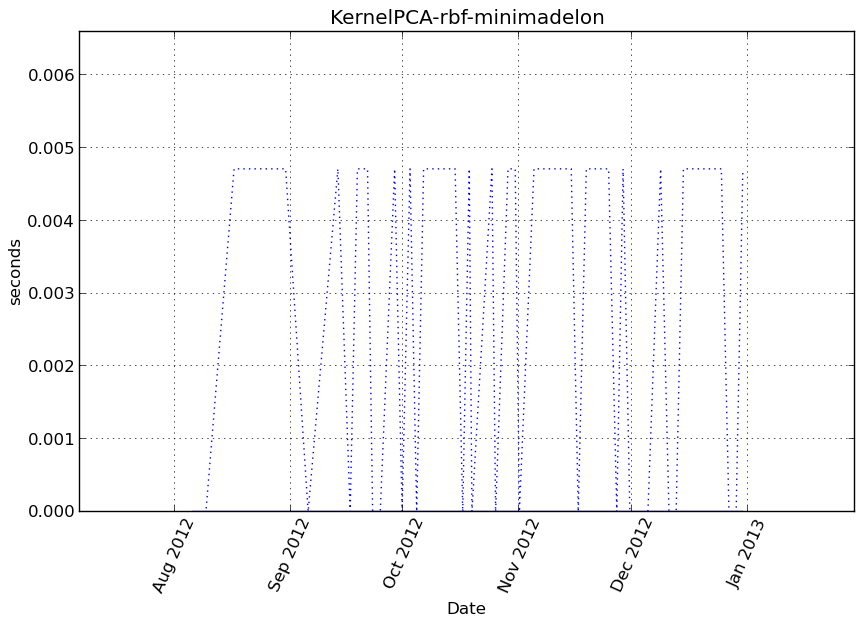 KernelPCA-rbf-minimadelon
0.006
0.005
0.004
0.003
0.002
0.001
0.000
seconds
Aug 2012
Sep 2012
Oct 2012
Nov 2012
Dec 2012
Jan 2013
Date